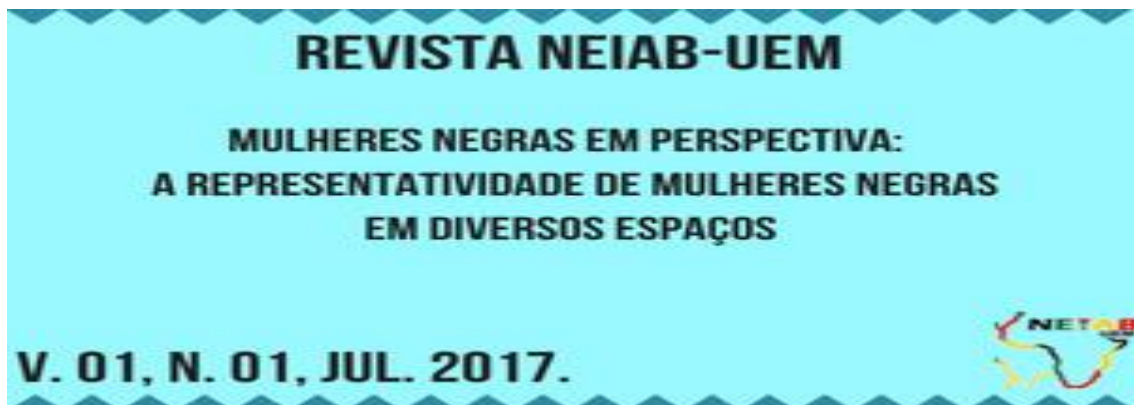 REVISTA NEIAB-UEM
MULHERES NEGRAS EM PERSPECTIVA:
A REPRESENTATIVIDADE DE MULHERES NEGRAS
EM DIVERSOS ESPAÇOS
V. 01, N. 01, JUL. 2017.